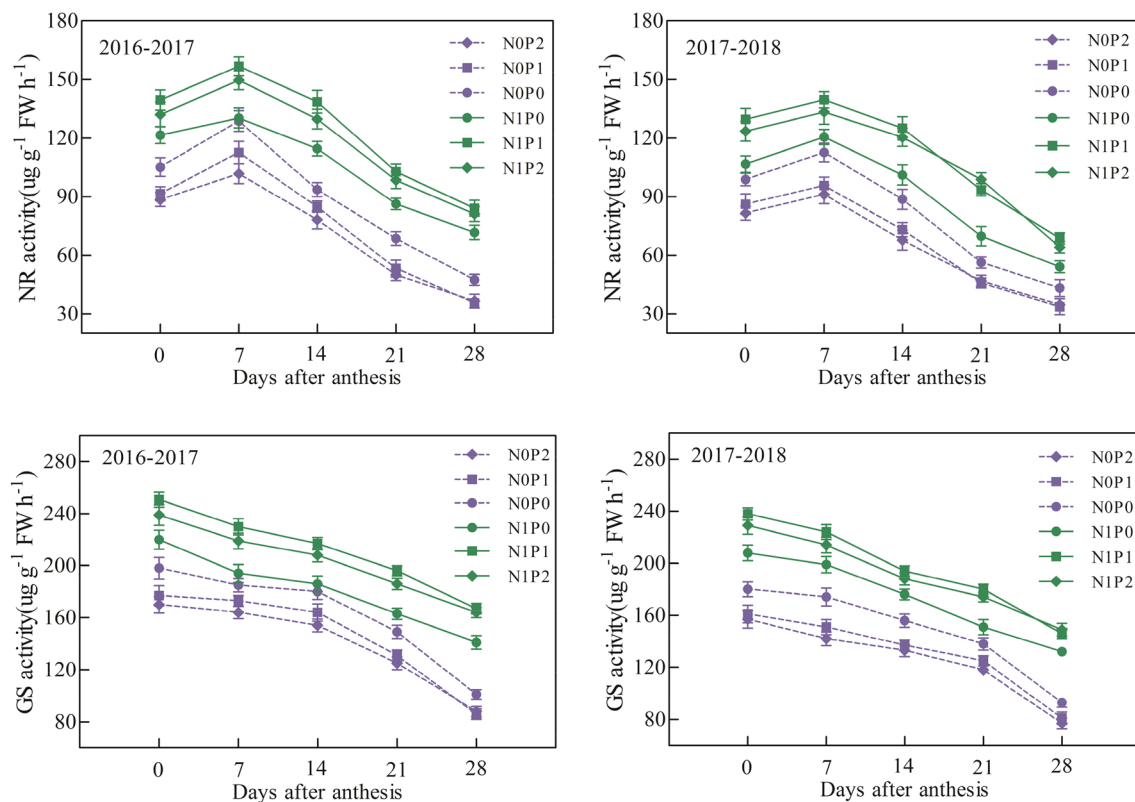 180
150
120
90
60
30
NR activity(ug g-1 FW h-1)
2016-2017
N0P2
N0P1
N0P0
N1P0
N1P1
N1P2
0 7 14 21 28
Days after anthesis
180
150
120
90
60
30
NR activity(ug g-1 FW h-1)
2017-2018
N0P2
N0P1
N0P0
N1P0
N1P1
N1P2
0 7 14 21 28
Days after anthesis
280
240
200
160
120
80
GS activity(ug g-1 FW h-1)
2016-2017
N0P2
N0P1
N0P0
N1P0
N1P1
N1P2
0 7 14 21 28
Days after anthesis
280
240
200
160
120
80
GS activity(ug g-1 FW h-1)
2017-2018
N0P2
N0P1
N0P0
N1P0
N1P1
N1P2
0 7 14 21 28
Days after anthesis